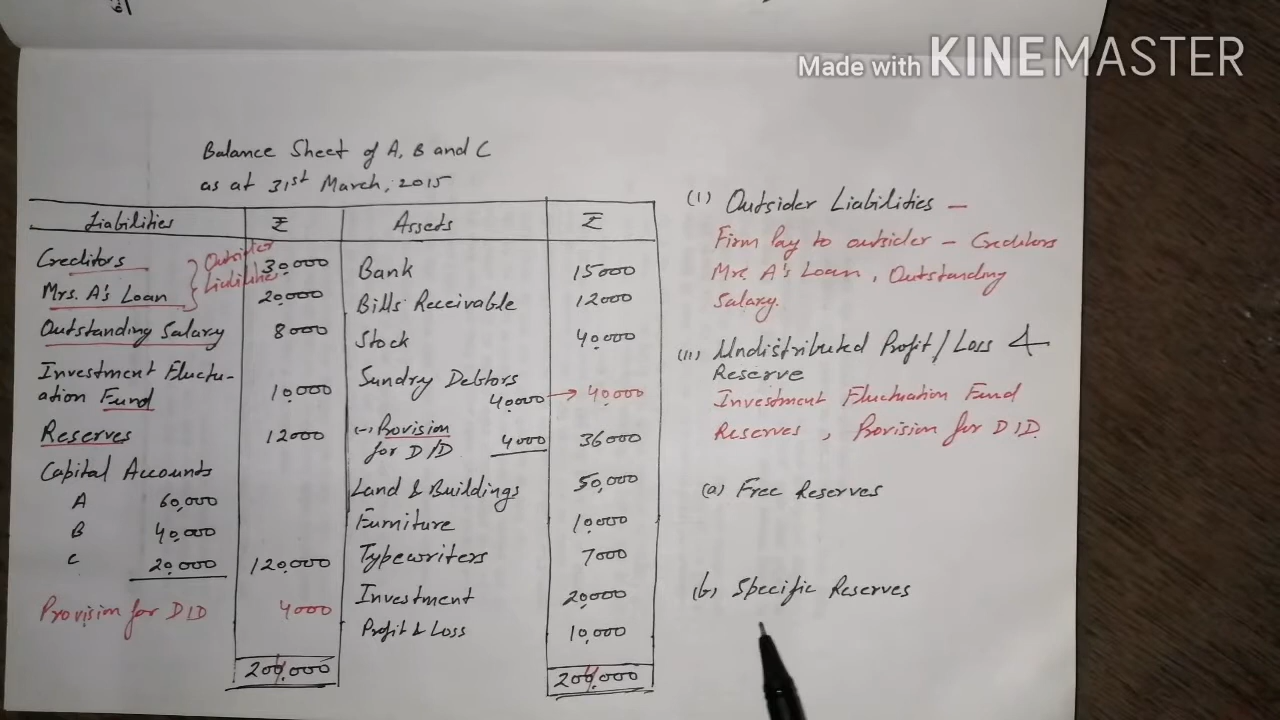 Made with KINEMASTER
Balance Sheet of A, B and C
as at 31st March, 2015
Liabilities ₹ Assets ₹
Creditors 30,000 Bank 15000
Outsider
Liabilities
Mrs. A's Loan 20,000 Bills Receivable 12000
Outstanding Salary 8000 Stock 40,000
Investment Fluctu-
ation Fund 10,000 Sundry Debtors
40,000 → 40,000
Reserves 12000 (-) Provision
for D/D 4000 36000
Capital Accounts
A 60,000 Land & Buildings 50,000
B 40,000 Furniture 10,000
C 20,000 120,000 Typewriters 7000
Provision for D/D 4000 Investment 20,000
Profit & Loss 10,000
200,000 200,000
(I) Outsider Liabilities —
Firm Pay to outsider - Creditors
Mrs. A's Loan, Outstanding
Salary.
(II) Undistributed Profit/Loss &
Reserve
Investment Fluctuation Fund
Reserves, Provision for D/D.
(a) Free Reserves
(b) Specific Reserves